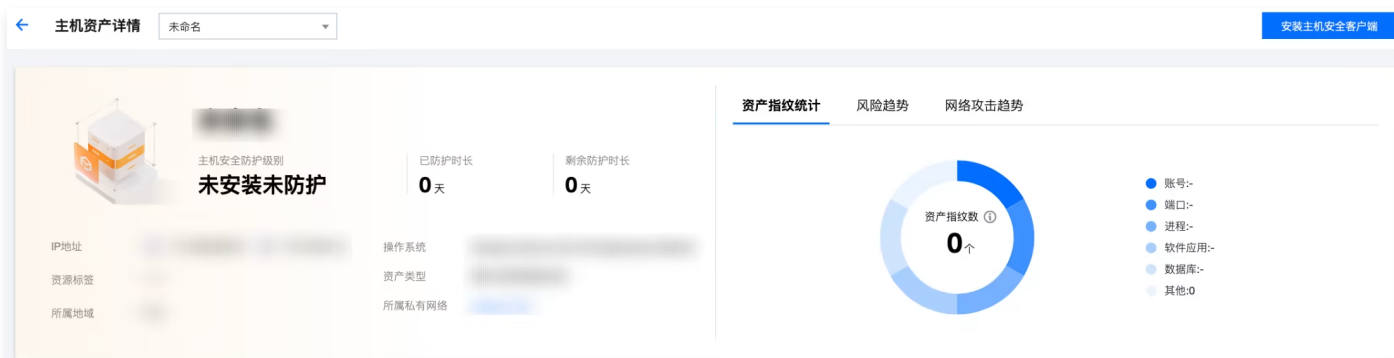 主机资产详情 未命名 安装主机安全客户端
资产指纹统计 风险趋势 网络攻击趋势
主机安全防护级别 已防护时长 剩余防护时长
未安装未防护 0天 0天
资产指纹数
0个
账号:-
端口:-
进程:-
软件应用:-
数据库:-
其他:0
IP地址 操作系统
资源标签 资产类型
所属地域 所属私有网络